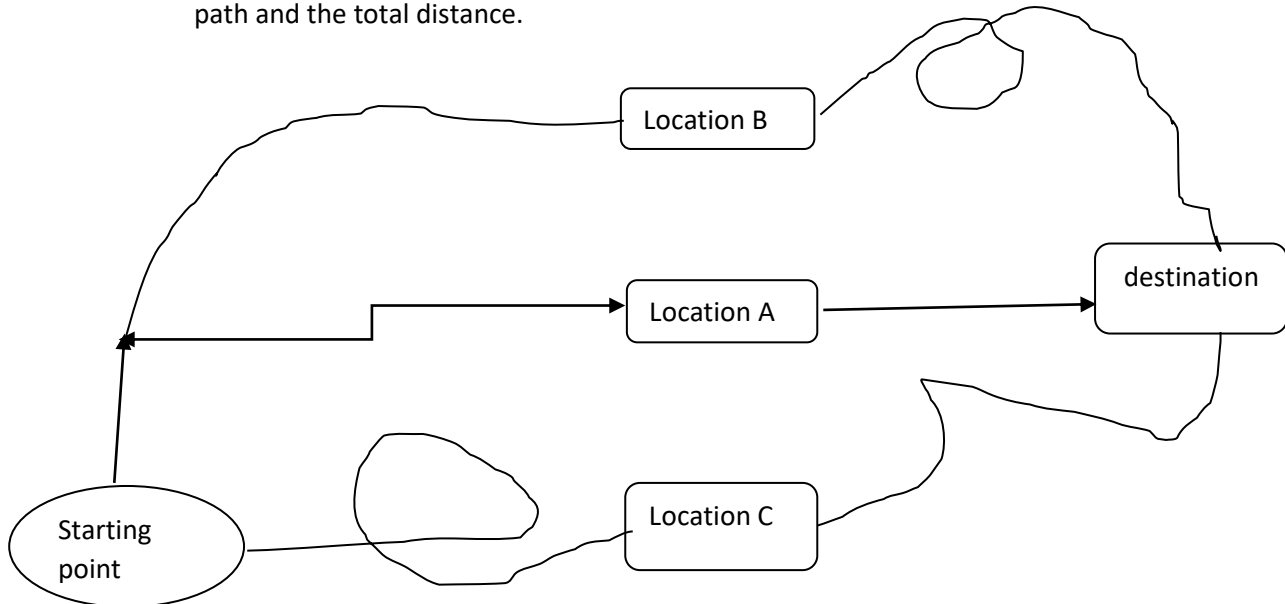 path and the total distance.
Location B
destination
Location A
Location C
Starting
point